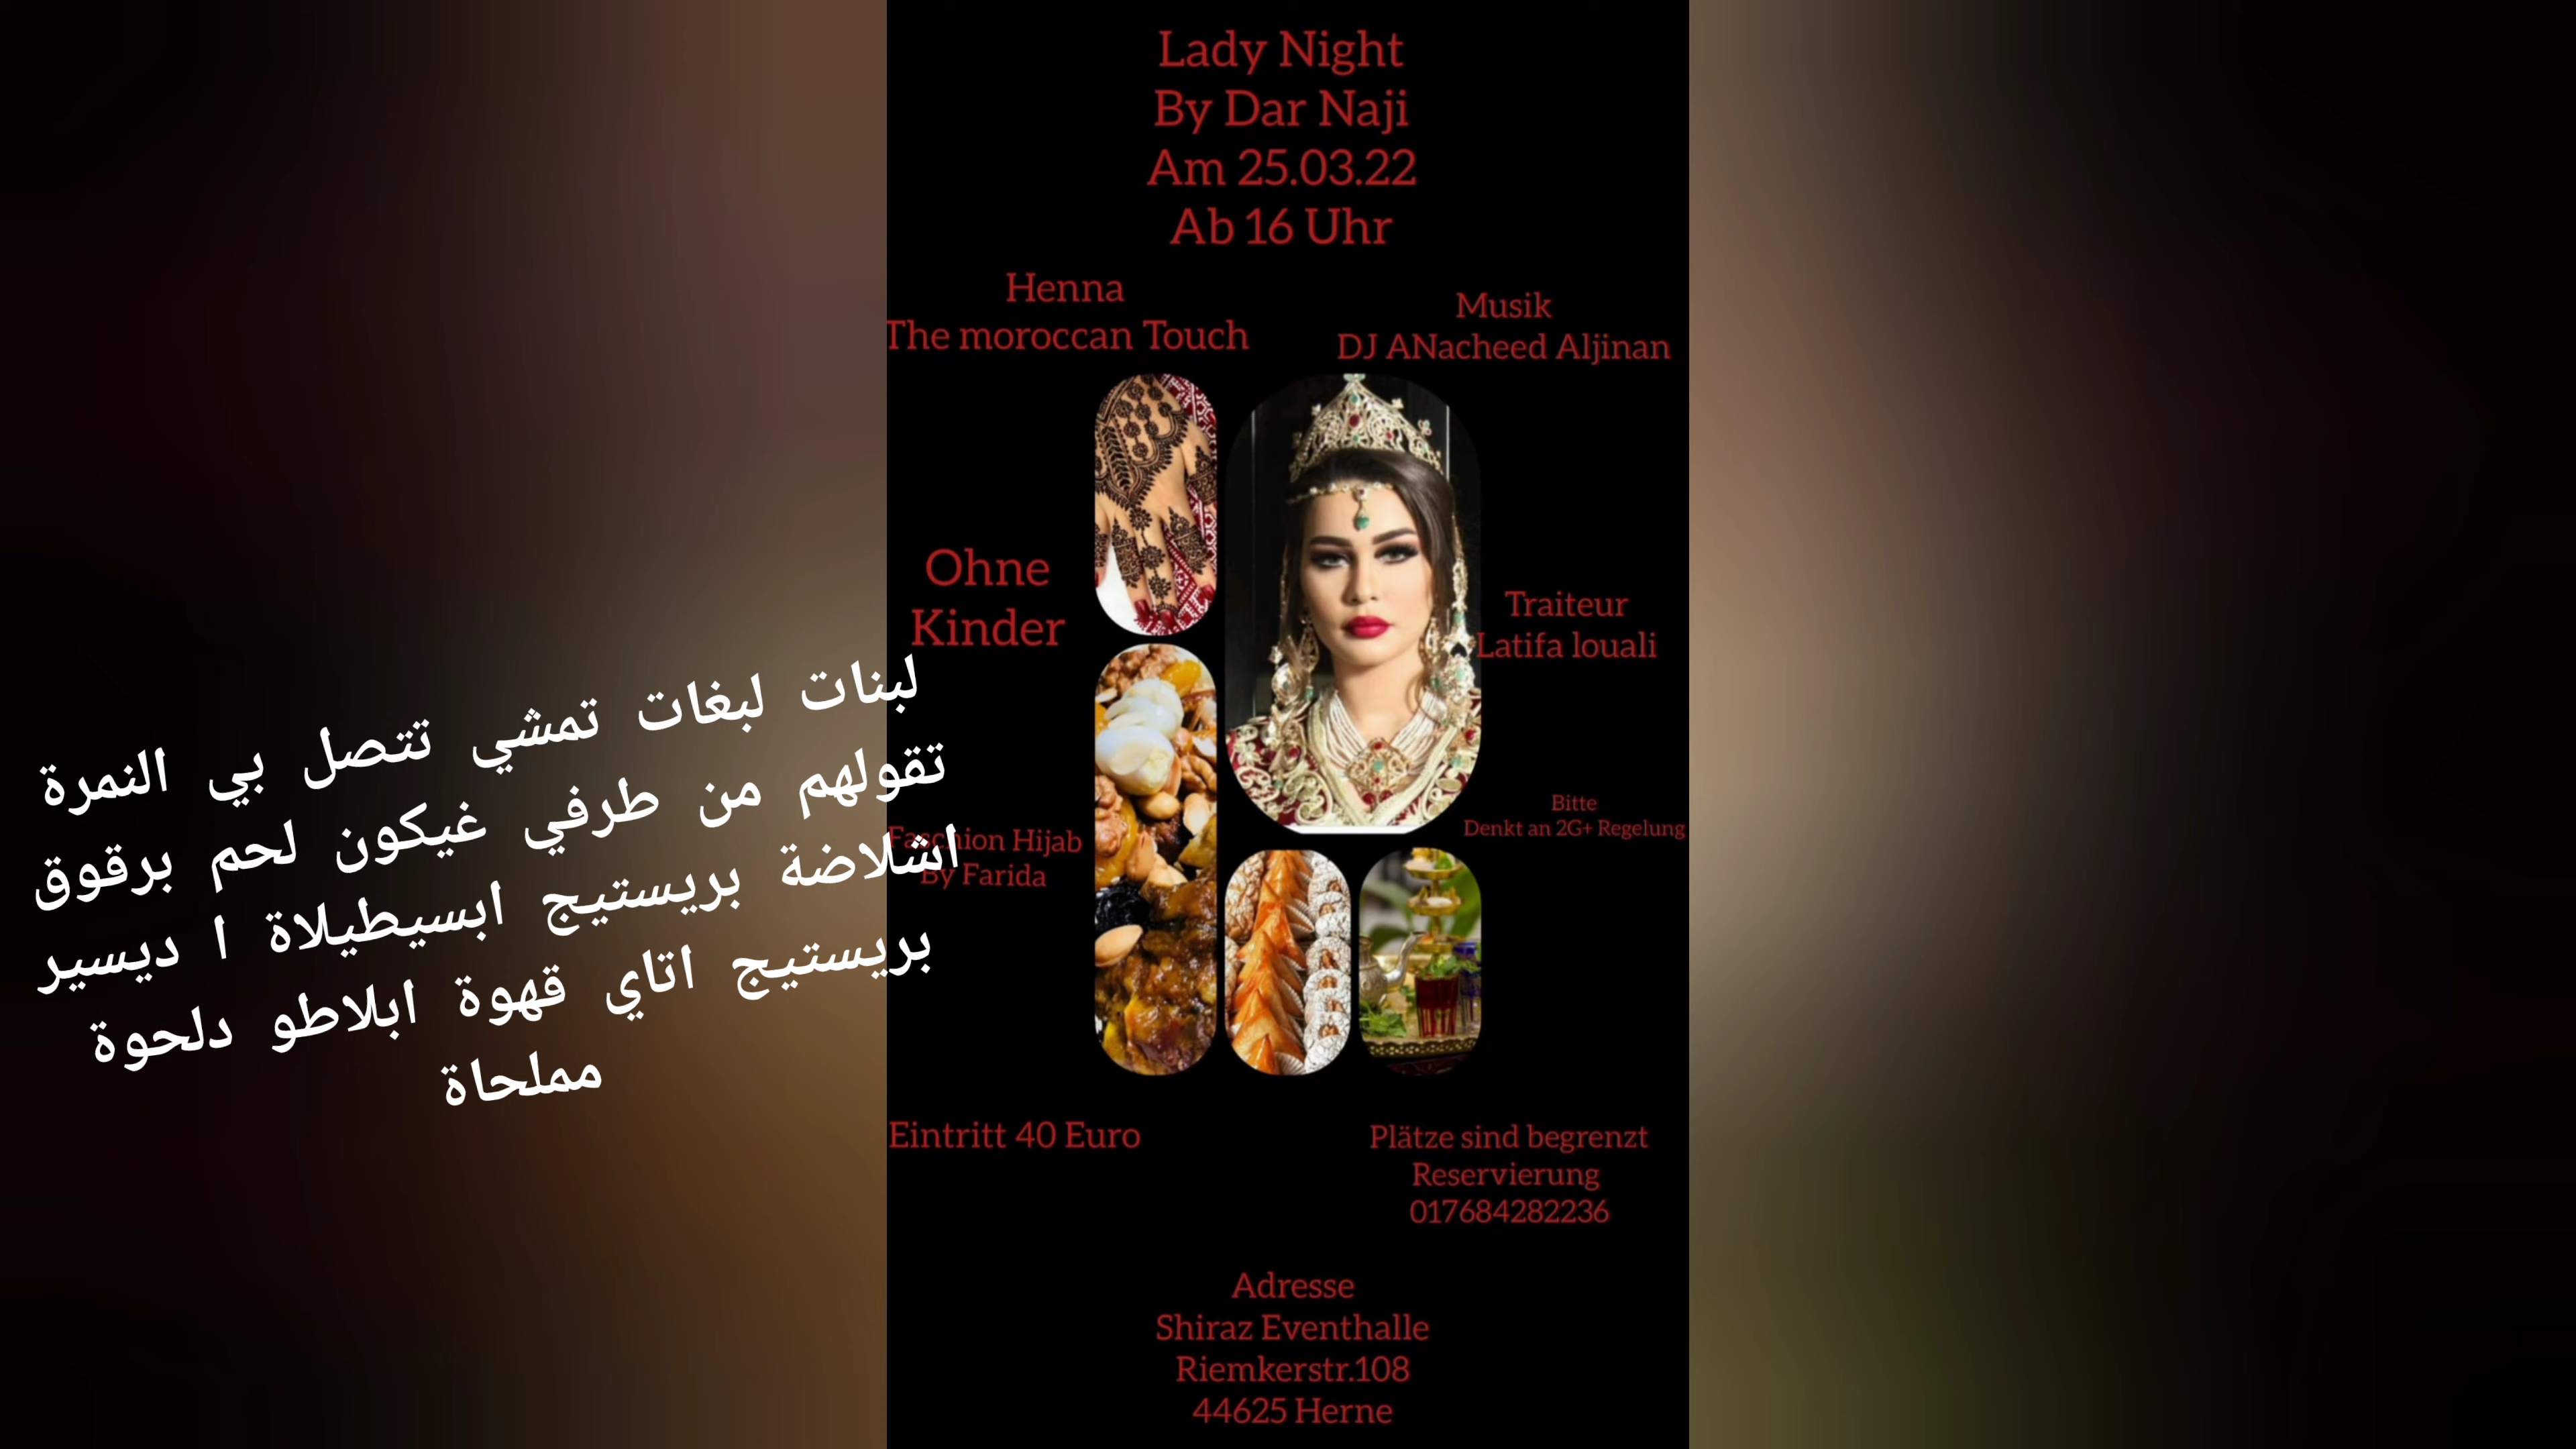 Lady Night
By Dar Naji
Am 25.03.22
Ab 16 Uhr
Henna
The moroccan Touch
Musik
DJ ANacheed Aljinan
Ohne
Kinder
Traiteur
Latifa louali
لبنات لبغات تمشي تتصل بي النمرة
تقولهم من طرفي غيكون لحم برقوق
اشلاضة بريستيج ابسيطيلاة ا ديسير
بريستيج اتاي قهوة ابلاطو دلحوة
مملحاة
Bitte
Denkt an 2G+ Regelung
Faschion Hijab
By Farida
Eintritt 40 Euro
Plätze sind begrenzt
Reservierung
017684282236
Adresse
Shiraz Eventhalle
Riemkerstr.108
44625 Herne